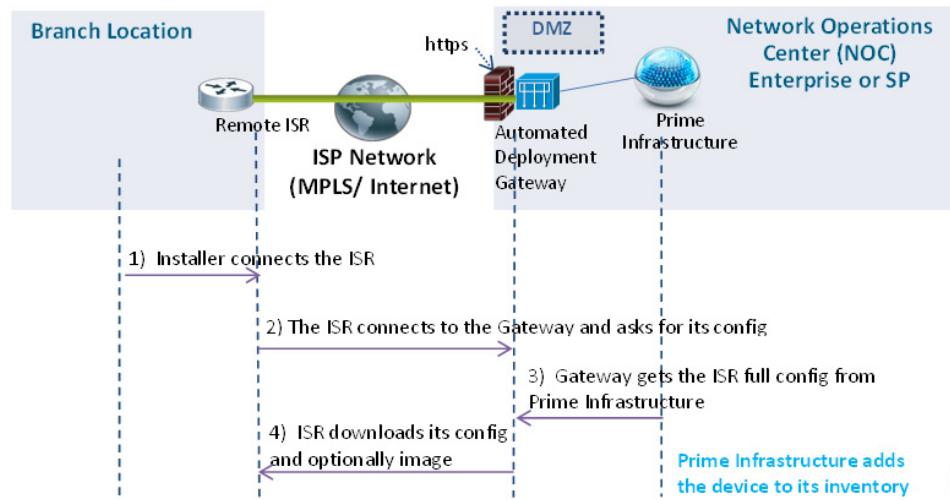 Branch Location
DMZ
https
Network Operations
Center (NOC)
Enterprise or SP
Remote ISR
ISP Network
(MPLS/ Internet)
Automated
Deployment
Gateway
Prime
Infrastructure
1) Installer connects the ISR
2) The ISR connects to the Gateway and asks for its config
3) Gateway gets the ISR full config from
Prime Infrastructure
4) ISR downloads its config
and optionally image
Prime Infrastructure adds
the device to its inventory